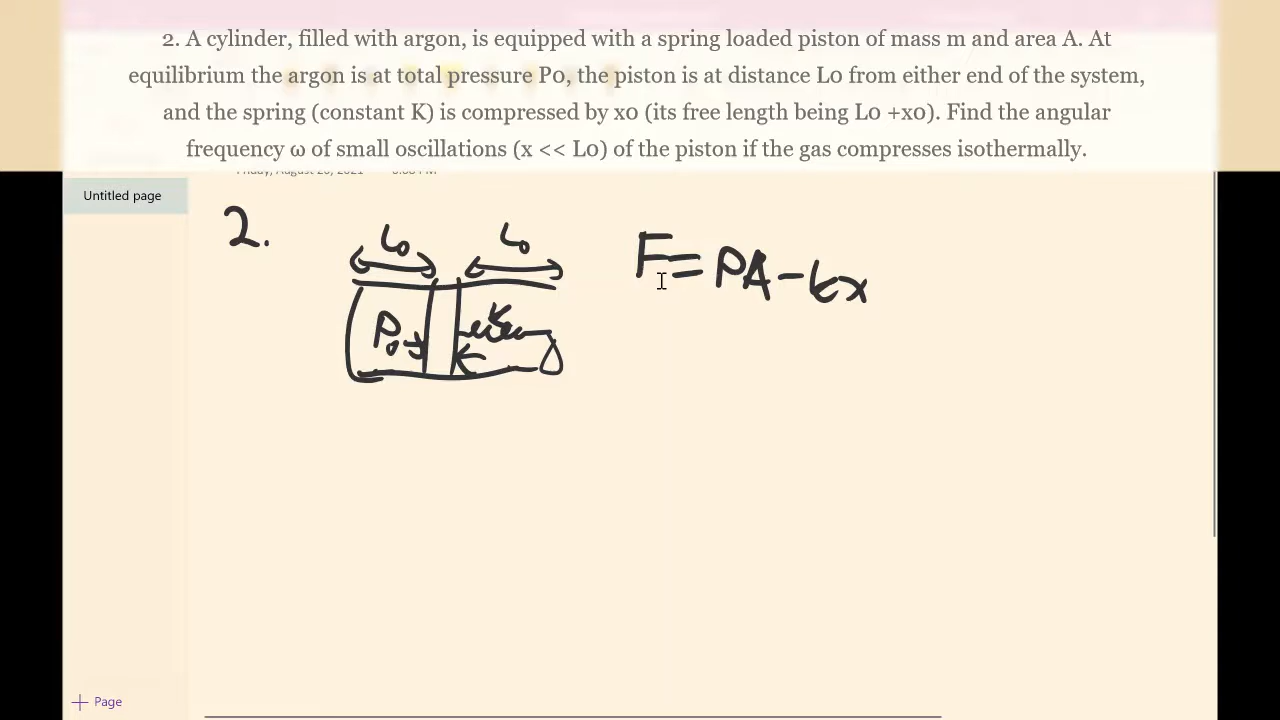 2. A cylinder, filled with argon, is equipped with a spring loaded piston of mass m and area A. At
equilibrium the argon is at total pressure P0, the piston is at distance L0 from either end of the system,
and the spring (constant K) is compressed by x0 (its free length being L0 +x0). Find the angular
frequency ω of small oscillations (x << L0) of the piston if the gas compresses isothermally.
Untitled page
2.
L0 L0
F = PA - kx
P0 K
+ Page